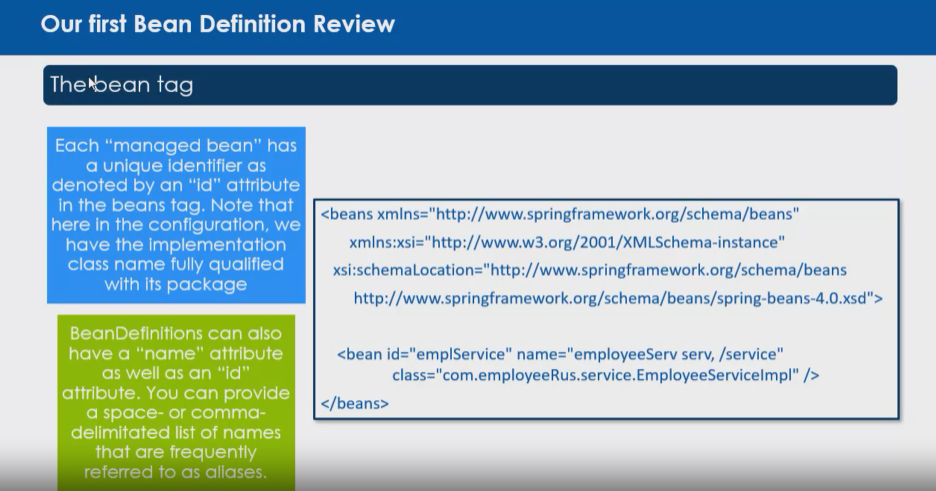 Our first Bean Definition Review
The bean tag
Each “managed bean” has
a unique identifier as
denoted by an “id” attribute
in the beans tag. Note that
here in the configuration, we
have the implementation
class name fully qualified
with its package
BeanDefinitions can also
have a “name” attribute
as well as an “id”
attribute. You can provide
a space- or comma-
delimitated list of names
that are frequently
referred to as aliases.
<beans xmlns="http://www.springframework.org/schema/beans"
xmlns:xsi="http://www.w3.org/2001/XMLSchema-instance"
xsi:schemaLocation="http://www.springframework.org/schema/beans
http://www.springframework.org/schema/beans/spring-beans-4.0.xsd">
<bean id="emplService" name="employeeServ serv, /service"
class="com.employeeRus.service.EmployeeServiceImpl" />
</beans>